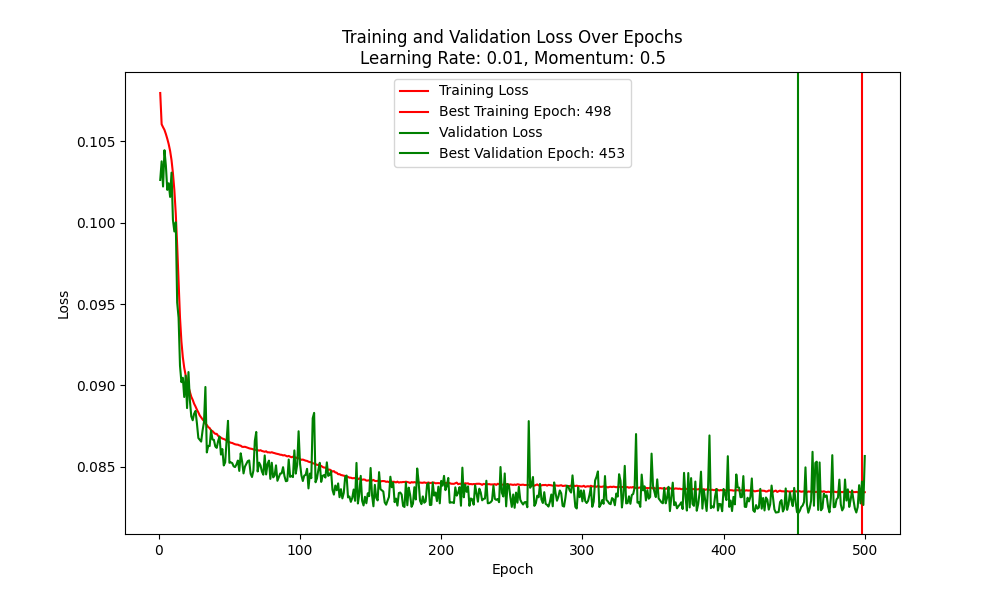 Training and Validation Loss Over Epochs
Learning Rate: 0.01, Momentum: 0.5
Training Loss
Best Training Epoch: 498
Validation Loss
Best Validation Epoch: 453
0.105
0.100
0.095
0.090
0.085
Loss
0 100 200 300 400 500
Epoch